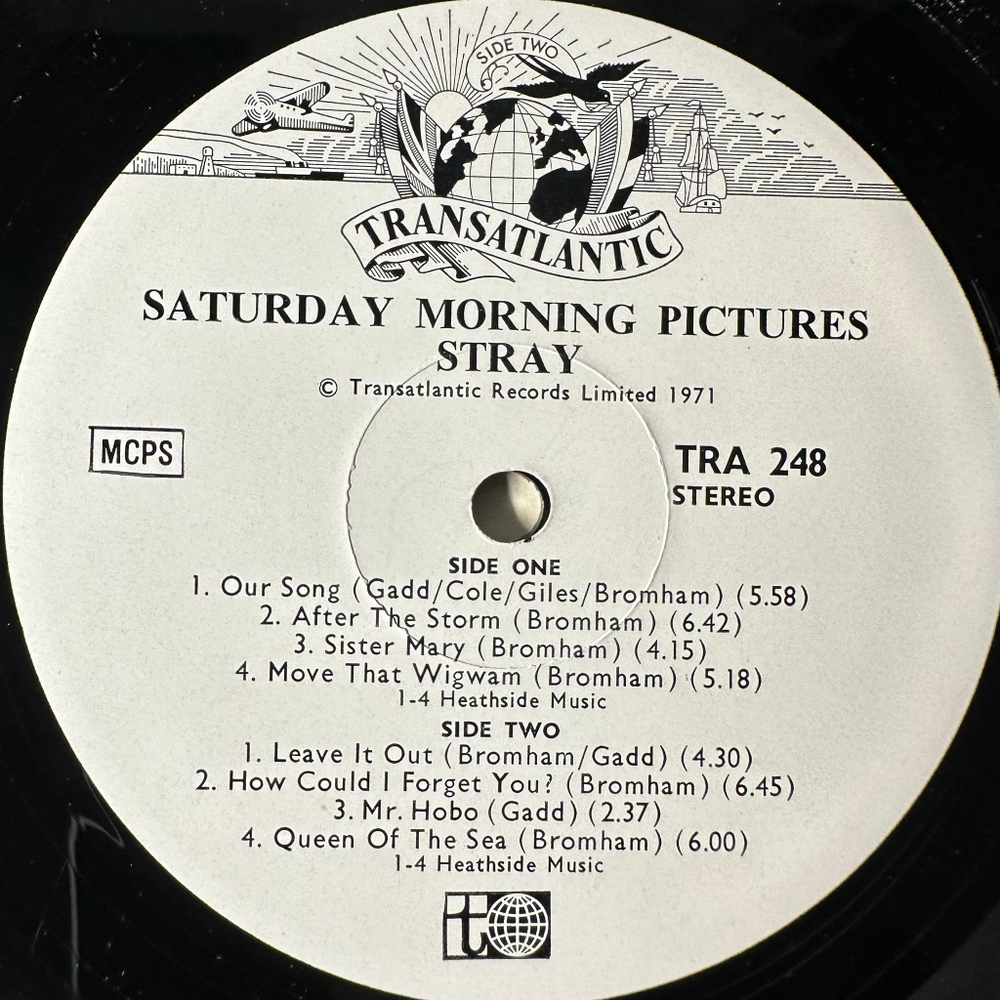 SIDE TWO
TRANSATLANTIC
SATURDAY MORNING PICTURES
STRAY
© Transatlantic Records Limited 1971
MCPS
TRA 248
STEREO
SIDE ONE
1. Our Song (Gadd/Cole/Giles/Bromham) (5.58)
2. After The Storm (Bromham) (6.42)
3. Sister Mary (Bromham) (4.15)
4. Move That Wigwam (Bromham) (5.18)
1-4 Heathside Music
SIDE TWO
1. Leave It Out (Bromham/Gadd) (4.30)
2. How Could I Forget You? (Bromham) (6.45)
3. Mr. Hobo (Gadd) (2.37)
4. Queen Of The Sea (Bromham) (6.00)
1-4 Heathside Music
t